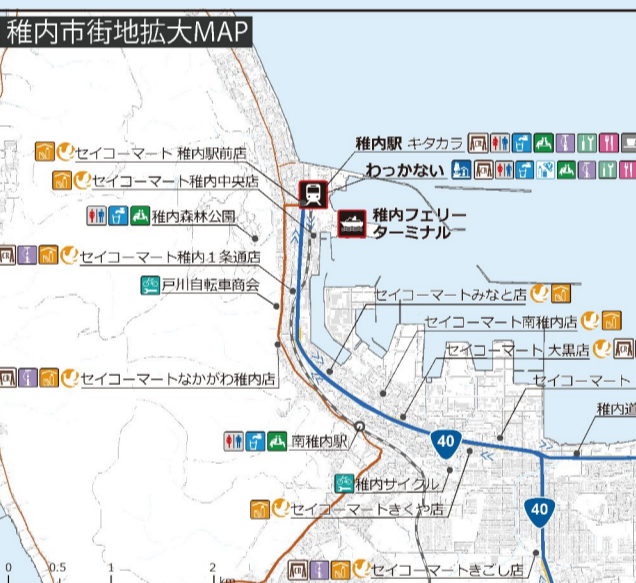 稚内市街地拡大MAP
稚内駅 キタカラ
セイコーマート 稚内駅前店
わっかない
セイコーマート稚内中央店
稚内森林公園
稚内フェリー
ターミナル
セイコーマート稚内1条通店
戸川自転車商会
セイコーマートみなと店
セイコーマート南稚内店
セイコーマート 大黒店
セイコーマートなかがわ稚内店
セイコーマート
稚内道
南稚内駅
40
稚内サイクル
セイコーマートきくや店
40
セイコーマートきごし店
0 0.5 1 2 km